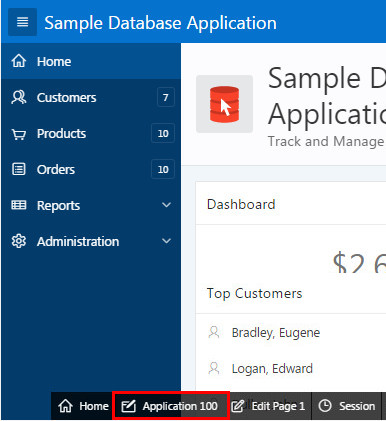 Sample Database Application
Home
Customers 7
Products 10
Orders 10
Reports
Administration
Sample D
Applicatio
Track and Manage
Dashboard
$2.6
Top Customers
Bradley, Eugene
Logan, Edward
Home Application 100 Edit Page 1 Session